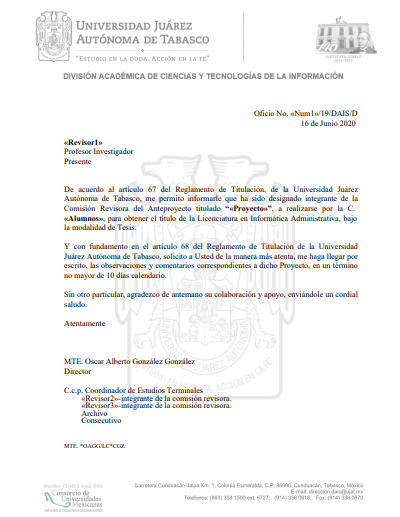 UNIVERSIDAD JUÁREZ
AUTÓNOMA DE TABASCO
"ESTUDIO EN LA DUDA. ACCIÓN EN LA FE"
DIVISIÓN ACADÉMICA DE CIENCIAS Y TECNOLOGÍAS DE LA INFORMACIÓN
Oficio No. «Num1»/19/DAIS/D
16 de Junio 2020
«Revisor1»
Profesor Investigador
Presente
De acuerdo al artículo 67 del Reglamento de Titulación, de la Universidad Juárez
Autónoma de Tabasco, me permito informarle que ha sido designado integrante de la
Comisión Revisora del Anteproyecto titulado "«Proyecto»", a realizarse por la C.
«Alumnos», para obtener el título de la Licenciatura en Informática Administrativa, bajo
la modalidad de Tesis.
Y con fundamento en el artículo 68 del Reglamento de Titulación de la Universidad
Juárez Autónoma de Tabasco, solicito a Usted de la manera más atenta, me haga llegar por
escrito, las observaciones y comentarios correspondientes a dicho Proyecto, en un término
no mayor de 10 días calendario.
Sin otro particular, agradezco de antemano su colaboración y apoyo, enviándole un cordial
saludo.
Atentamente
MTE. Oscar Alberto González González
Director
C.c.p. Coordinador de Estudios Terminales
«Revisor2»-integrante de la comisión revisora.
«Revisor3»-integrante de la comisión revisora.
Archivo
Consecutivo
MTE. *OAGG/LC*CGZ
Miembro CUMEX desde 2008
Consorcio de
Universidades
Mexicanas
Carretera Cunduacán-Jalpa Km. 1, Colonia Esmeralda, C.P. 86690. Cunduacán, Tabasco, México
E-mail: direccion.dais@ujat.mx
Teléfonos: (993) 358 1500 ext. 6727; (914) 336 0616; Fax: (914) 336 0870